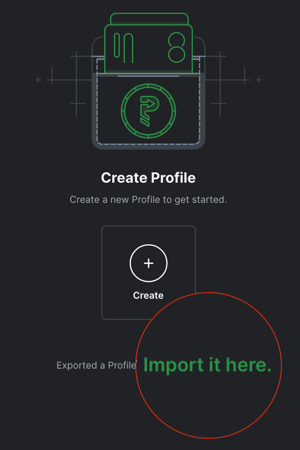 Create Profile
Create a new Profile to get started.
Create
Exported a Profile Import it here.